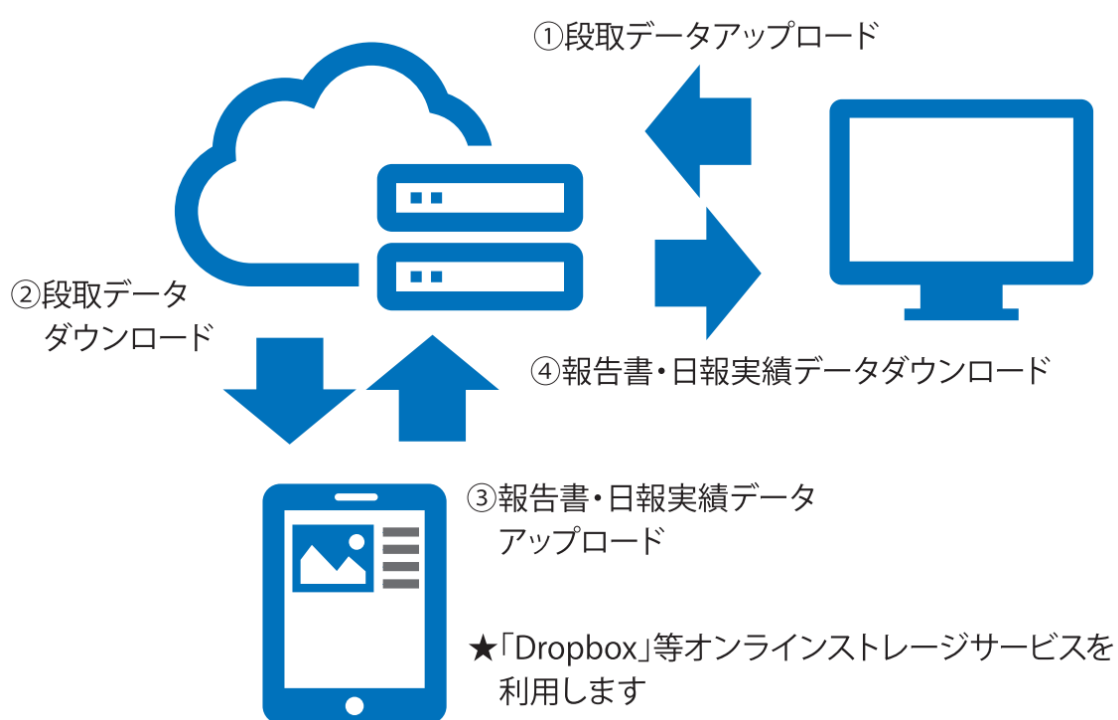 ①段取データアップロード
②段取データ
ダウンロード
④報告書・日報実績データダウンロード
③報告書・日報実績データ
アップロード
★「Dropbox」等オンラインストレージサービスを
利用します